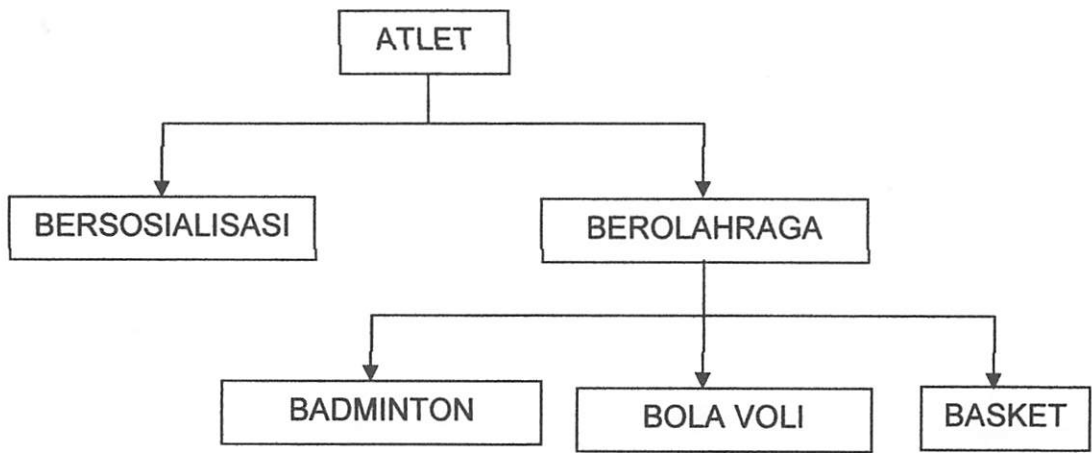 ATLET
BERSOSIALISASI
BEROLAHRAGA
BADMINTON
BOLA VOLI
BASKET